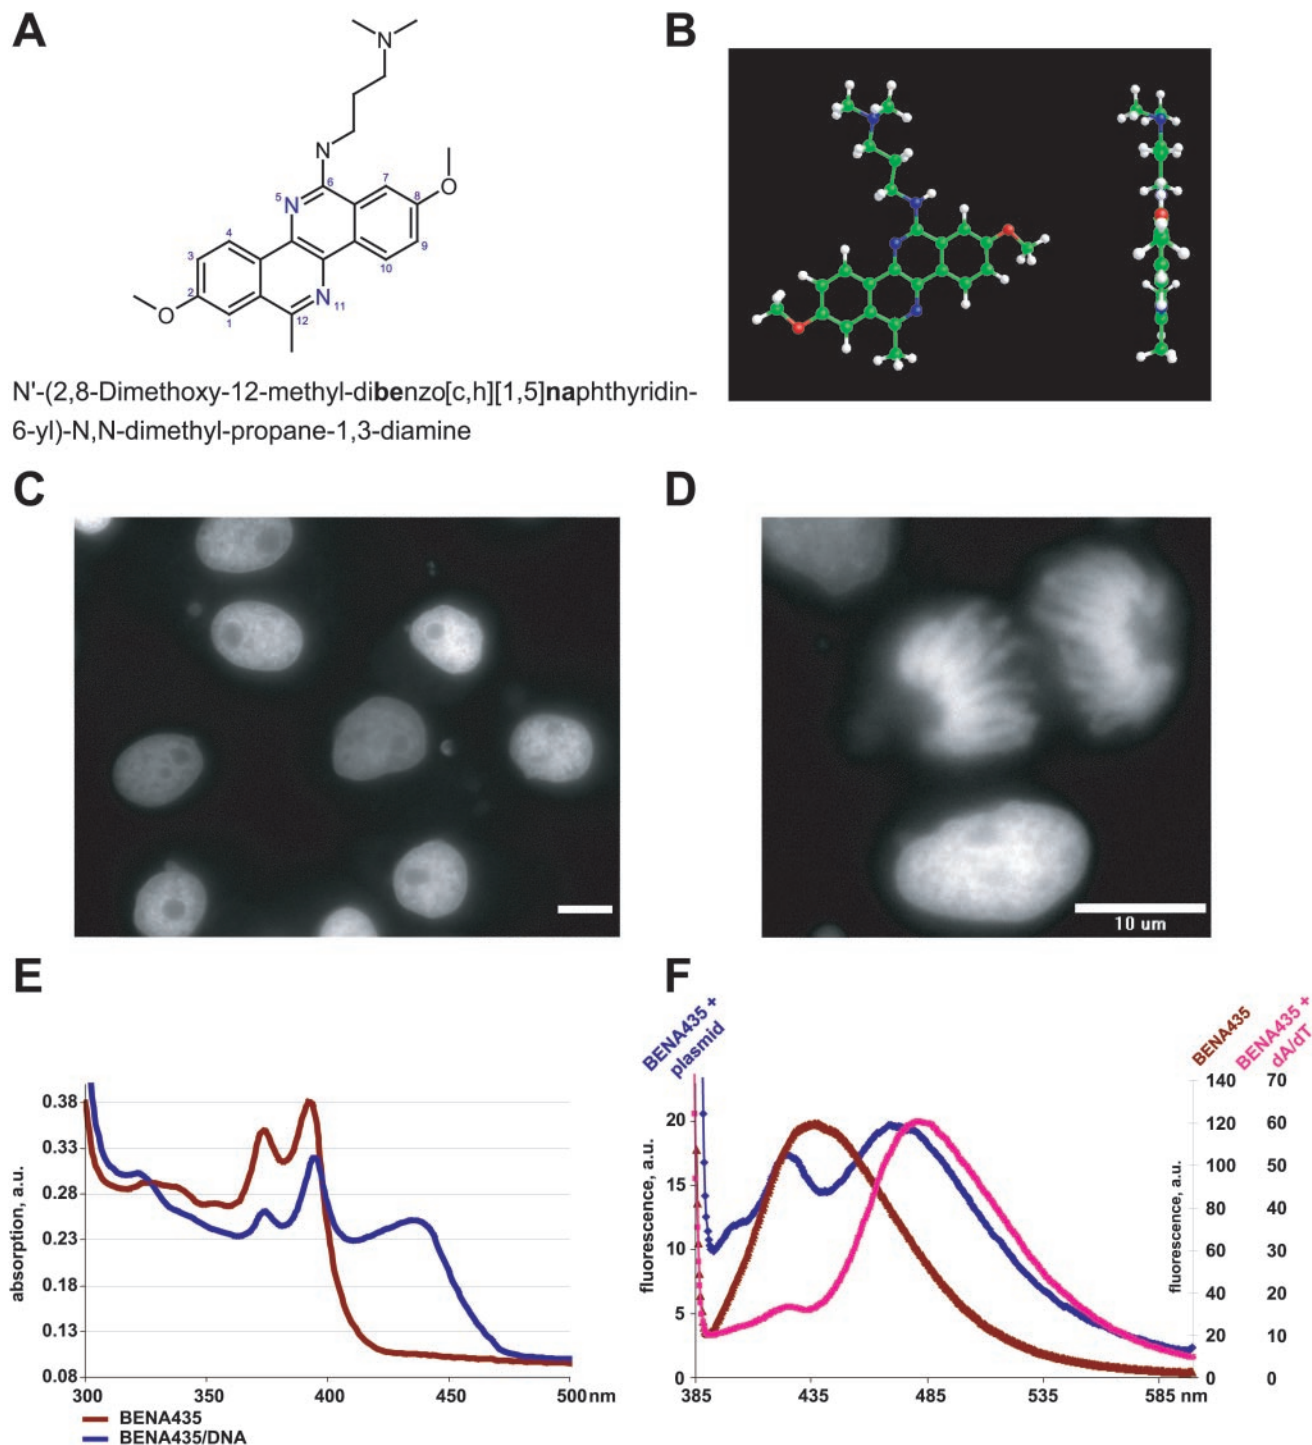 A
N
N
O
O
N
N
5
6
7
8
9
10
11
12
1
2
3
4
N'-(2,8-Dimethoxy-12-methyl-dibenzo[c,h][1,5]naphthyridin-
6-yl)-N,N-dimethyl-propane-1,3-diamine
B
C
D
10 um
E
absorption, a.u.
0.38
0.33
0.28
0.23
0.18
0.13
0.08
300
350
400
450
500 nm
BENA435
BENA435/DNA
F
BENA435 +
plasmid
BENA435
BENA435 +
dA/dT
fluorescence, a.u.
20
15
10
5
0
385
435
485
535
585 nm
fluorescence, a.u.
140
120
100
80
60
40
20
0
70
60
50
40
30
20
10
0